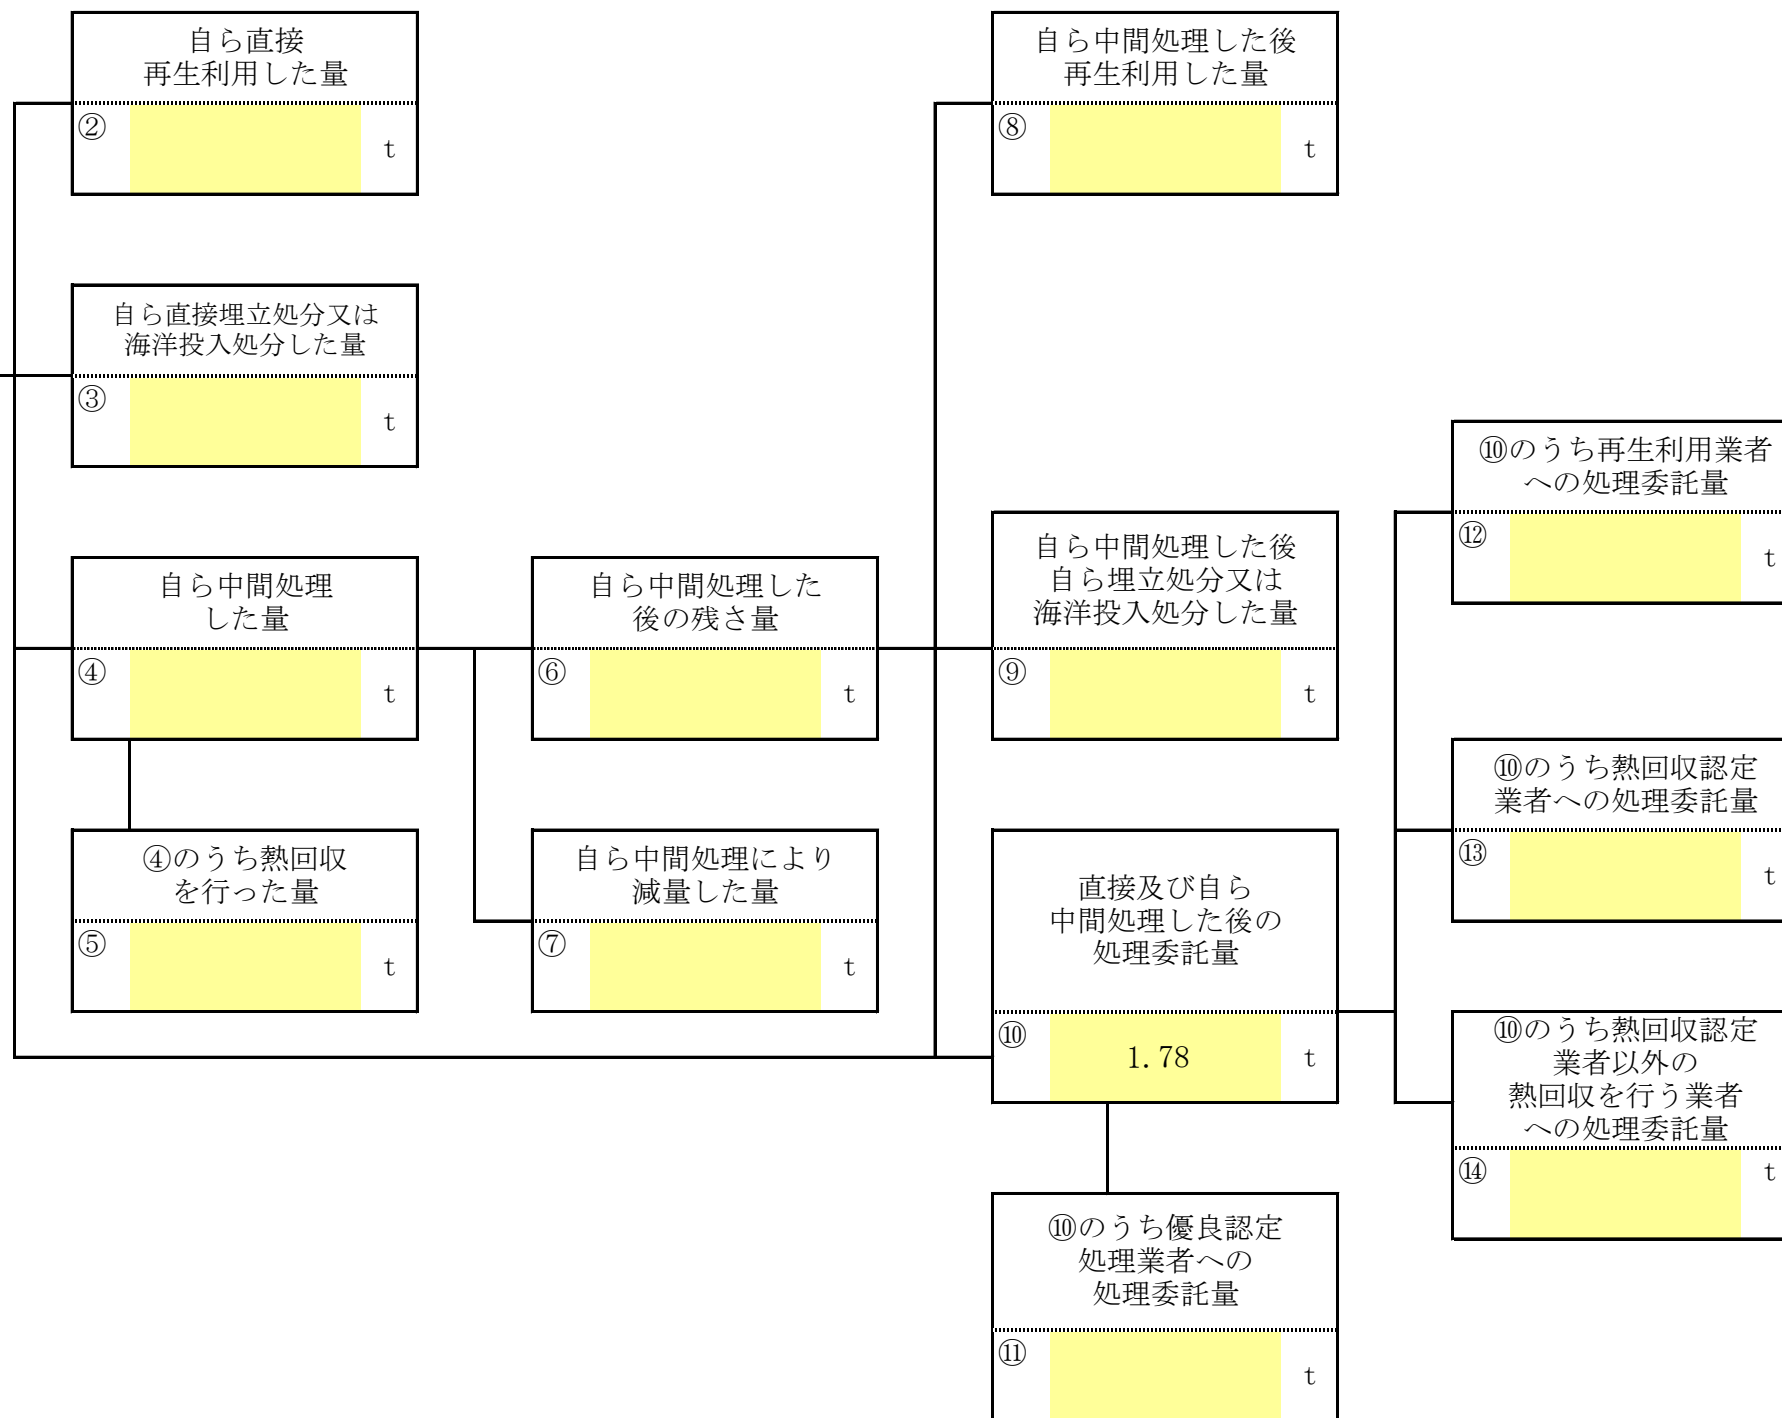 自ら直接
再生利用した量
②
t
自ら直接埋立処分又は
海洋投入処分した量
③
t
自ら中間処理
した量
④
t
④のうち熱回収
を行った量
⑤
t
自ら中間処理した
後の残さ量
⑥
t
自ら中間処理により
減量した量
⑦
t
自ら中間処理した後
再生利用した量
⑧
t
自ら中間処理した後
自ら埋立処分又は
海洋投入処分した量
⑨
t
直接及び自ら
中間処理した後の
処理委託量
⑩ 1.78 t
⑩のうち優良認定
処理業者への
処理委託量
⑪
t
⑩のうち再生利用業者
への処理委託量
⑫
t
⑩のうち熱回収認定
業者への処理委託量
⑬
t
⑩のうち熱回収認定
業者以外の
熱回収を行う業者
への処理委託量
⑭
t